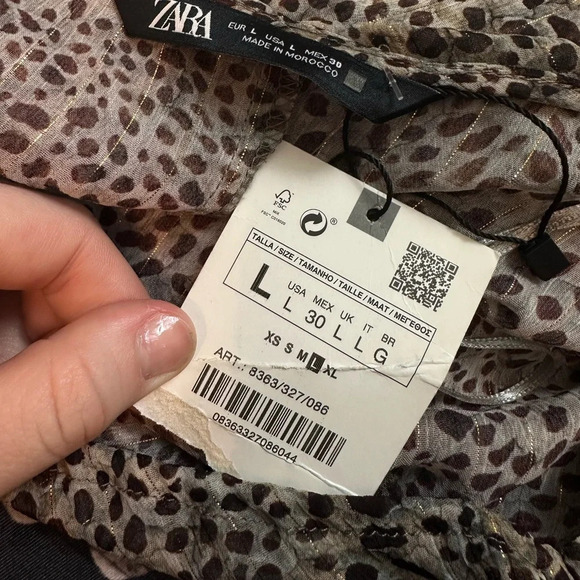 ZARA
EUR L USA L MEX 30
MADE IN MOROCCO
FSC
®
TALLA / SIZE / TAMANHO / TAILLE / MAAT / ΜΕΓΕΘΟΣ
USA MEX UK IT BR
L L 30 L L G
XS S M L XL
ART.: 8363/327/086
08363327086044